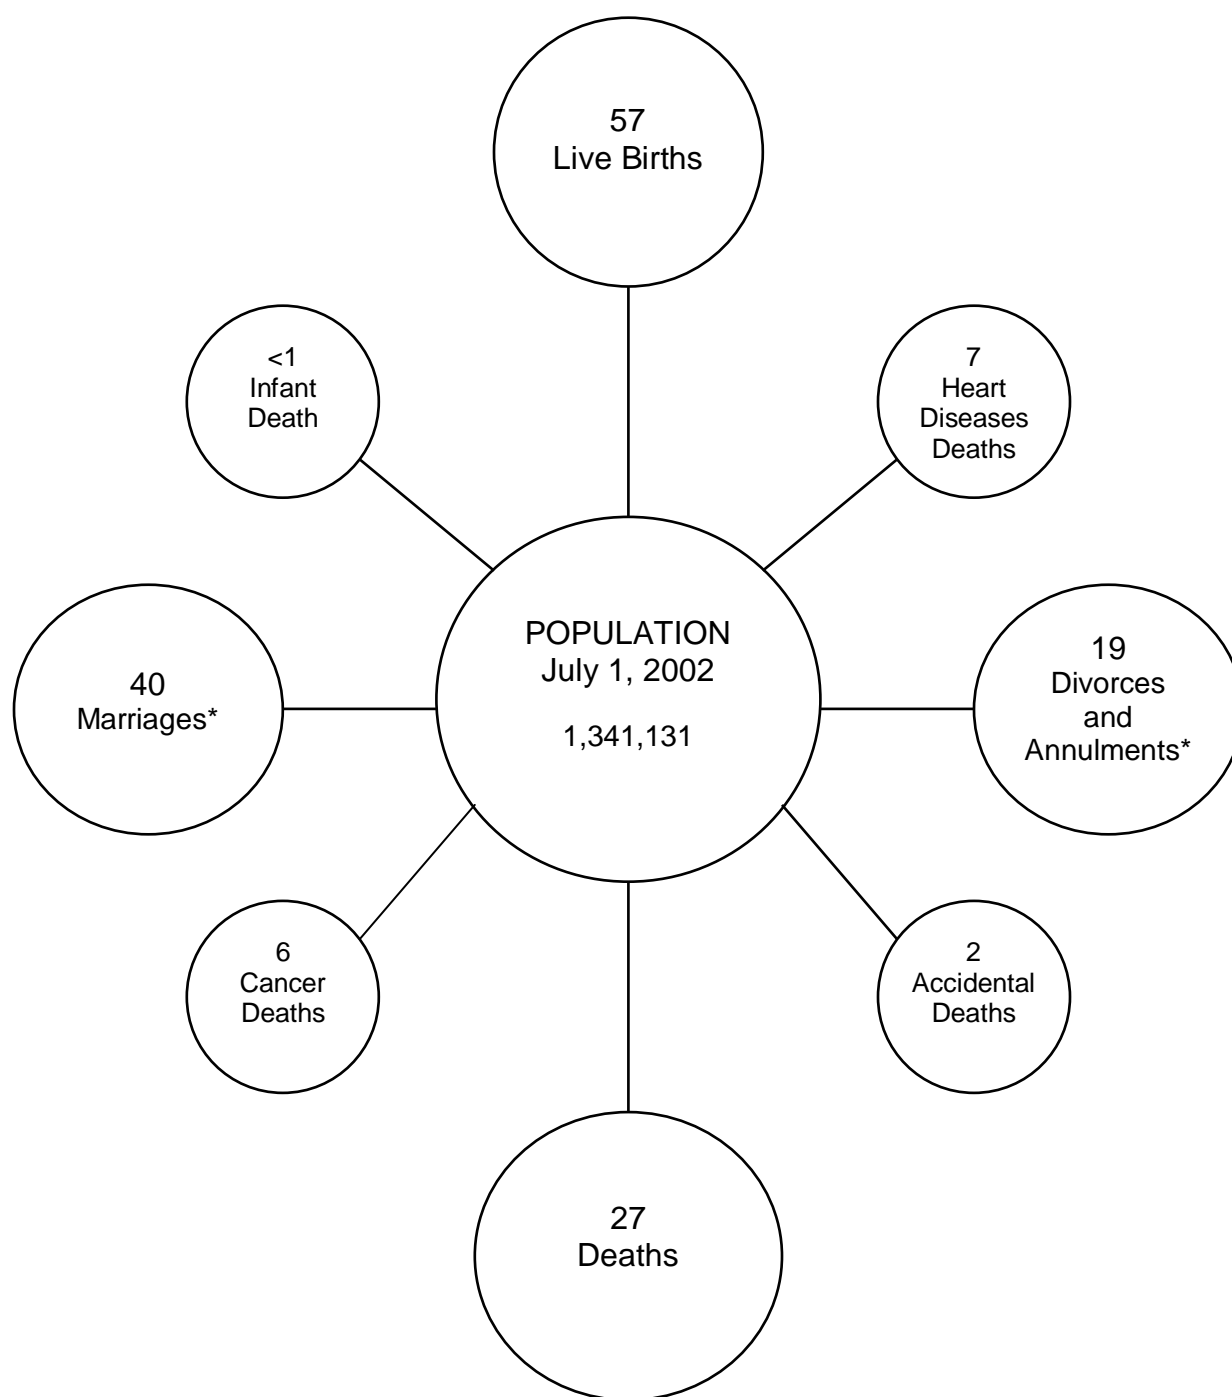 57
Live Births
<1
Infant
Death
7
Heart
Diseases
Deaths
POPULATION
July 1, 2002
1,341,131
40
Marriages*
19
Divorces
and
Annulments*
6
Cancer
Deaths
2
Accidental
Deaths
27
Deaths